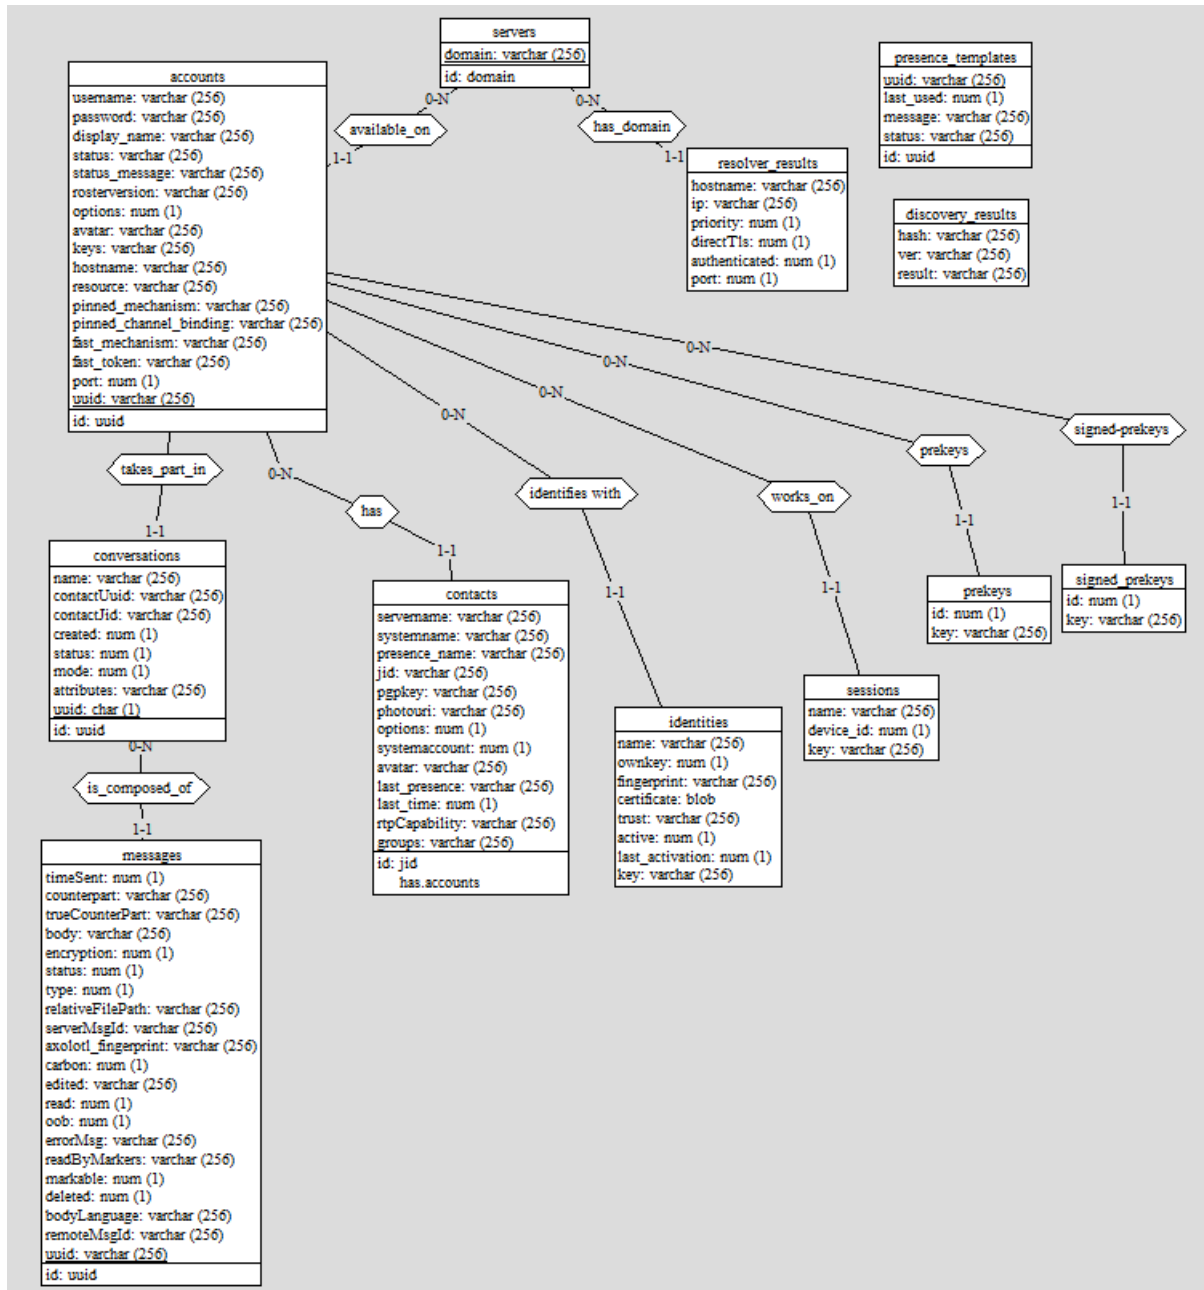 servers
domain: varchar (256)
id: domain
presence_templates
uuid: varchar (256)
last_used: num (1)
message: varchar (256)
status: varchar (256)
id: uuid
accounts
username: varchar (256)
password: varchar (256)
display_name: varchar (256)
status: varchar (256)
status_message: varchar (256)
rosterversion: varchar (256)
options: num (1)
avatar: varchar (256)
keys: varchar (256)
hostname: varchar (256)
resource: varchar (256)
pinned_mechanism: varchar (256)
pinned_channel_binding: varchar (256)
fast_mechanism: varchar (256)
fast_token: varchar (256)
port: num (1)
uuid: varchar (256)
id: uuid
0-N
available_on
1-1
0-N
has_domain
1-1
resolver_results
hostname: varchar (256)
ip: varchar (256)
priority: num (1)
directTls: num (1)
authenticated: num (1)
port: num (1)
discovery_results
hash: varchar (256)
ver: varchar (256)
result: varchar (256)
0-N
0-N
0-N
0-N
signed-prekeys
prekeys
works_on
identifies with
takes_part_in
0-N
has
1-1
1-1
1-1
1-1
1-1
1-1
conversations
name: varchar (256)
contactUuid: varchar (256)
contactJid: varchar (256)
created: num (1)
status: num (1)
mode: num (1)
attributes: varchar (256)
uuid: char (1)
id: uuid
contacts
servername: varchar (256)
systemname: varchar (256)
presence_name: varchar (256)
jid: varchar (256)
pgpkey: varchar (256)
photouri: varchar (256)
options: num (1)
systemaccount: num (1)
avatar: varchar (256)
last_presence: varchar (256)
last_time: num (1)
rtpCapability: varchar (256)
groups: varchar (256)
id: jid
has.accounts
prekeys
id: num (1)
key: varchar (256)
signed_prekeys
id: num (1)
key: varchar (256)
sessions
name: varchar (256)
device_id: num (1)
key: varchar (256)
identities
name: varchar (256)
ownkey: num (1)
fingerprint: varchar (256)
certificate: blob
trust: varchar (256)
active: num (1)
last_activation: num (1)
key: varchar (256)
0-N
is_composed_of
1-1
messages
timeSent: num (1)
counterpart: varchar (256)
trueCounterPart: varchar (256)
body: varchar (256)
encryption: num (1)
status: num (1)
type: num (1)
relativeFilePath: varchar (256)
serverMsgId: varchar (256)
axolotl_fingerprint: varchar (256)
carbon: num (1)
edited: varchar (256)
read: num (1)
oob: num (1)
errorMsg: varchar (256)
readByMarkers: varchar (256)
markable: num (1)
deleted: num (1)
bodyLanguage: varchar (256)
remoteMsgId: varchar (256)
uuid: varchar (256)
id: uuid